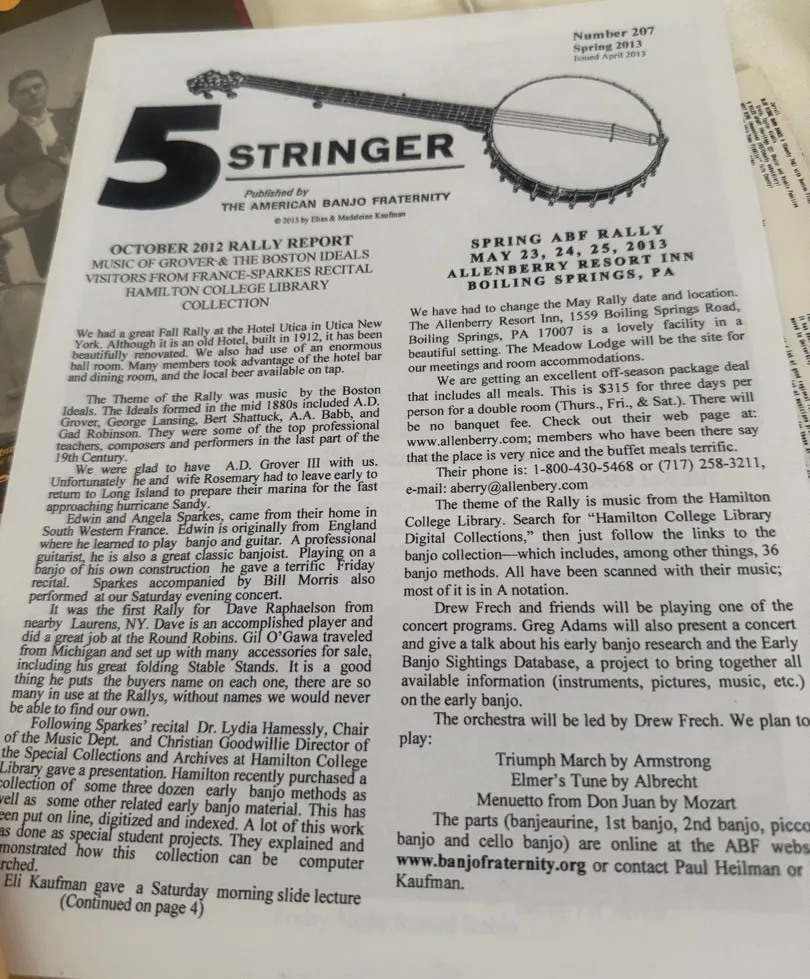 Number 207
Spring 2013
Issued April 2013
5
STRINGER
Published by
THE AMERICAN BANJO FRATERNITY
© 2013 by Elias & Madeleine Kaufman
OCTOBER 2012 RALLY REPORT
MUSIC OF GROVER & THE BOSTON IDEALS
VISITORS FROM FRANCE-SPARKES RECITAL
HAMILTON COLLEGE LIBRARY
COLLECTION
We had a great Fall Rally at the Hotel Utica in Utica New
York. Although it is an old Hotel, built in 1912, it has been
beautifully renovated. We also had use of an enormous
ball room. Many members took advantage of the hotel bar
and dining room, and the local beer available on tap.
The Theme of the Rally was music by the Boston
Ideals. The Ideals formed in the mid 1880s included A.D.
Grover, George Lansing, Bert Shattuck, A.A. Babb, and
Gad Robinson. They were some of the top professional
teachers, composers and performers in the last part of the
19th Century.
We were glad to have A.D. Grover III with us.
Unfortunately he and wife Rosemary had to leave early to
return to Long Island to prepare their marina for the fast
approaching hurricane Sandy.
Edwin and Angela Sparkes, came from their home in
South Western France. Edwin is originally from England
where he learned to play banjo and guitar. A professional
guitarist, he is also a great classic banjoist. Playing on a
banjo of his own construction he gave a terrific Friday
recital. Sparkes accompanied by Bill Morris also
performed at our Saturday evening concert.
It was the first Rally for Dave Raphaelson from
nearby Laurens, NY. Dave is an accomplished player and
did a great job at the Round Robins. Gil O'Gawa traveled
from Michigan and set up with many accessories for sale,
including his great folding Stable Stands. It is a good
thing he puts the buyers name on each one, there are so
many in use at the Rallys, without names we would never
be able to find our own.
Following Sparkes' recital Dr. Lydia Hamessly, Chair
of the Music Dept. and Christian Goodwillie Director of
the Special Collections and Archives at Hamilton College
Library gave a presentation. Hamilton recently purchased a
collection of some three dozen early banjo methods as
well as some other related early banjo material. This has
een put on line, digitized and indexed. A lot of this work
as done as special student projects. They explained and
monstrated how this collection can be computer
rched.
Eli Kaufman gave a Saturday morning slide lecture
(Continued on page 4)
SPRING ABF RALLY
MAY 23, 24, 25, 2013
ALLENBERRY RESORT INN
BOILING SPRINGS, PA
We have had to change the May Rally date and location.
The Allenberry Resort Inn, 1559 Boiling Springs Road,
Boiling Springs, PA 17007 is a lovely facility in a
beautiful setting. The Meadow Lodge will be the site for
our meetings and room accommodations.
We are getting an excellent off-season package deal
that includes all meals. This is $315 for three days per
person for a double room (Thurs., Fri., & Sat.). There will
be no banquet fee. Check out their web page at:
www.allenberry.com; members who have been there say
that the place is very nice and the buffet meals terrific.
Their phone is: 1-800-430-5468 or (717) 258-3211,
e-mail: aberry@allenbery.com
The theme of the Rally is music from the Hamilton
College Library. Search for "Hamilton College Library
Digital Collections," then just follow the links to the
banjo collection—which includes, among other things, 36
banjo methods. All have been scanned with their music;
most of it is in A notation.
Drew Frech and friends will be playing one of the
concert programs. Greg Adams will also present a concert
and give a talk about his early banjo research and the Early
Banjo Sightings Database, a project to bring together all
available information (instruments, pictures, music, etc.)
on the early banjo.
The orchestra will be led by Drew Frech. We plan to
play:
Triumph March by Armstrong
Elmer's Tune by Albrecht
Menuetto from Don Juan by Mozart
The parts (banjeaurine, 1st banjo, 2nd banjo, picco
banjo and cello banjo) are online at the ABF webs
www.banjofraternity.org or contact Paul Heilman or
Kaufman.